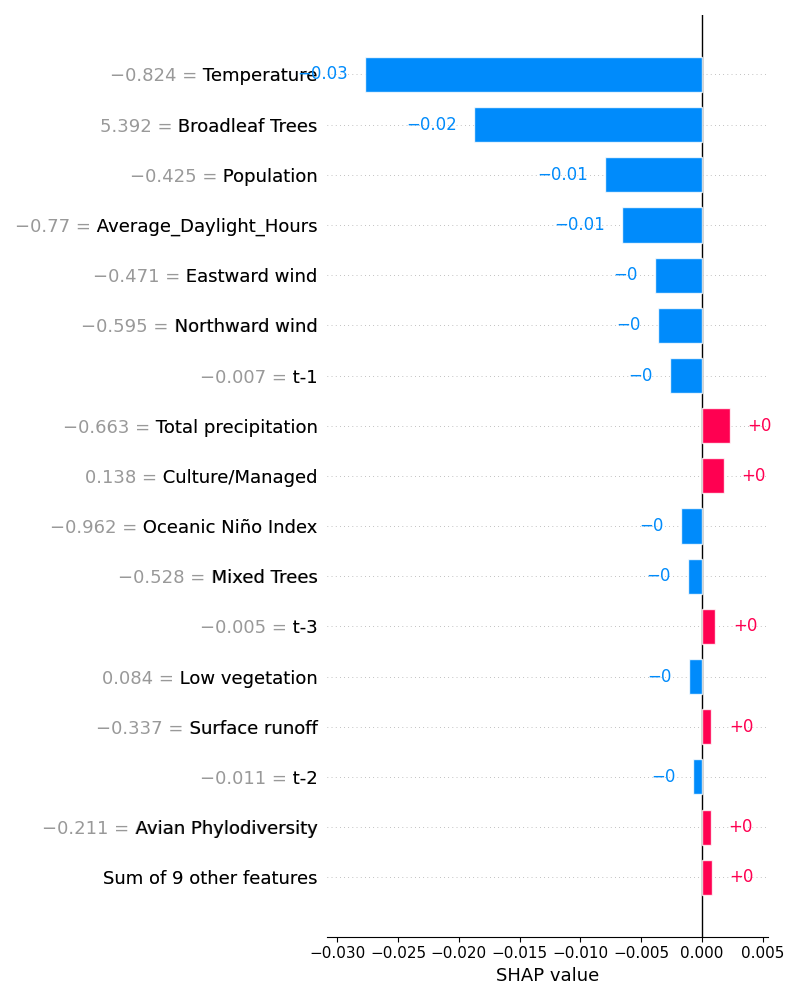 −0.824 = Temperature −0.03
5.392 = Broadleaf Trees −0.02
−0.425 = Population −0.01
−0.77 = Average_Daylight_Hours −0.01
−0.471 = Eastward wind −0
−0.595 = Northward wind −0
−0.007 = t-1 −0
−0.663 = Total precipitation +0
0.138 = Culture/Managed +0
−0.962 = Oceanic Niño Index −0
−0.528 = Mixed Trees −0
−0.005 = t-3 +0
0.084 = Low vegetation −0
−0.337 = Surface runoff +0
−0.011 = t-2 −0
−0.211 = Avian Phylodiversity +0
Sum of 9 other features +0
−0.030 −0.025 −0.020 −0.015 −0.010 −0.005 0.000 0.005
SHAP value